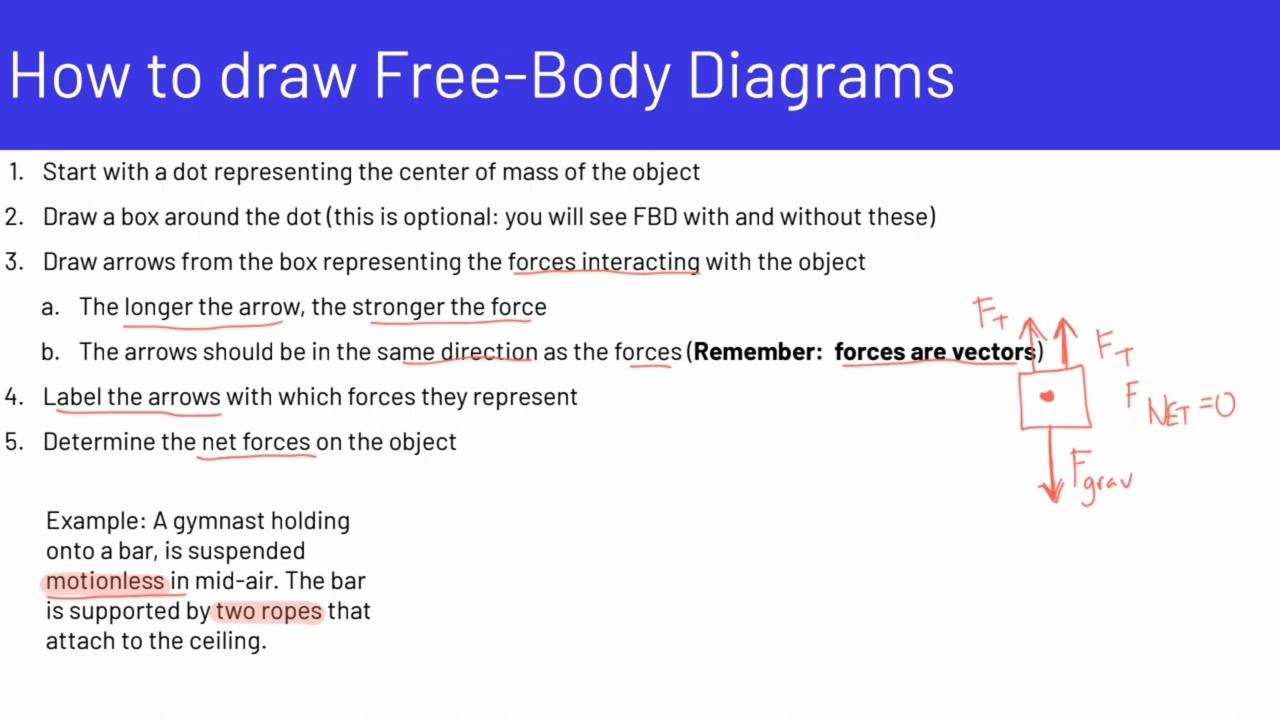 How to draw Free-Body Diagrams
1. Start with a dot representing the center of mass of the object
2. Draw a box around the dot (this is optional: you will see FBD with and without these)
3. Draw arrows from the box representing the forces interacting with the object
a. The longer the arrow, the stronger the force
b. The arrows should be in the same direction as the forces (Remember: forces are vectors)
4. Label the arrows with which forces they represent
5. Determine the net forces on the object
FT
FT
F NET =0
Fgrav
Example: A gymnast holding
onto a bar, is suspended
motionless in mid-air. The bar
is supported by two ropes that
attach to the ceiling.